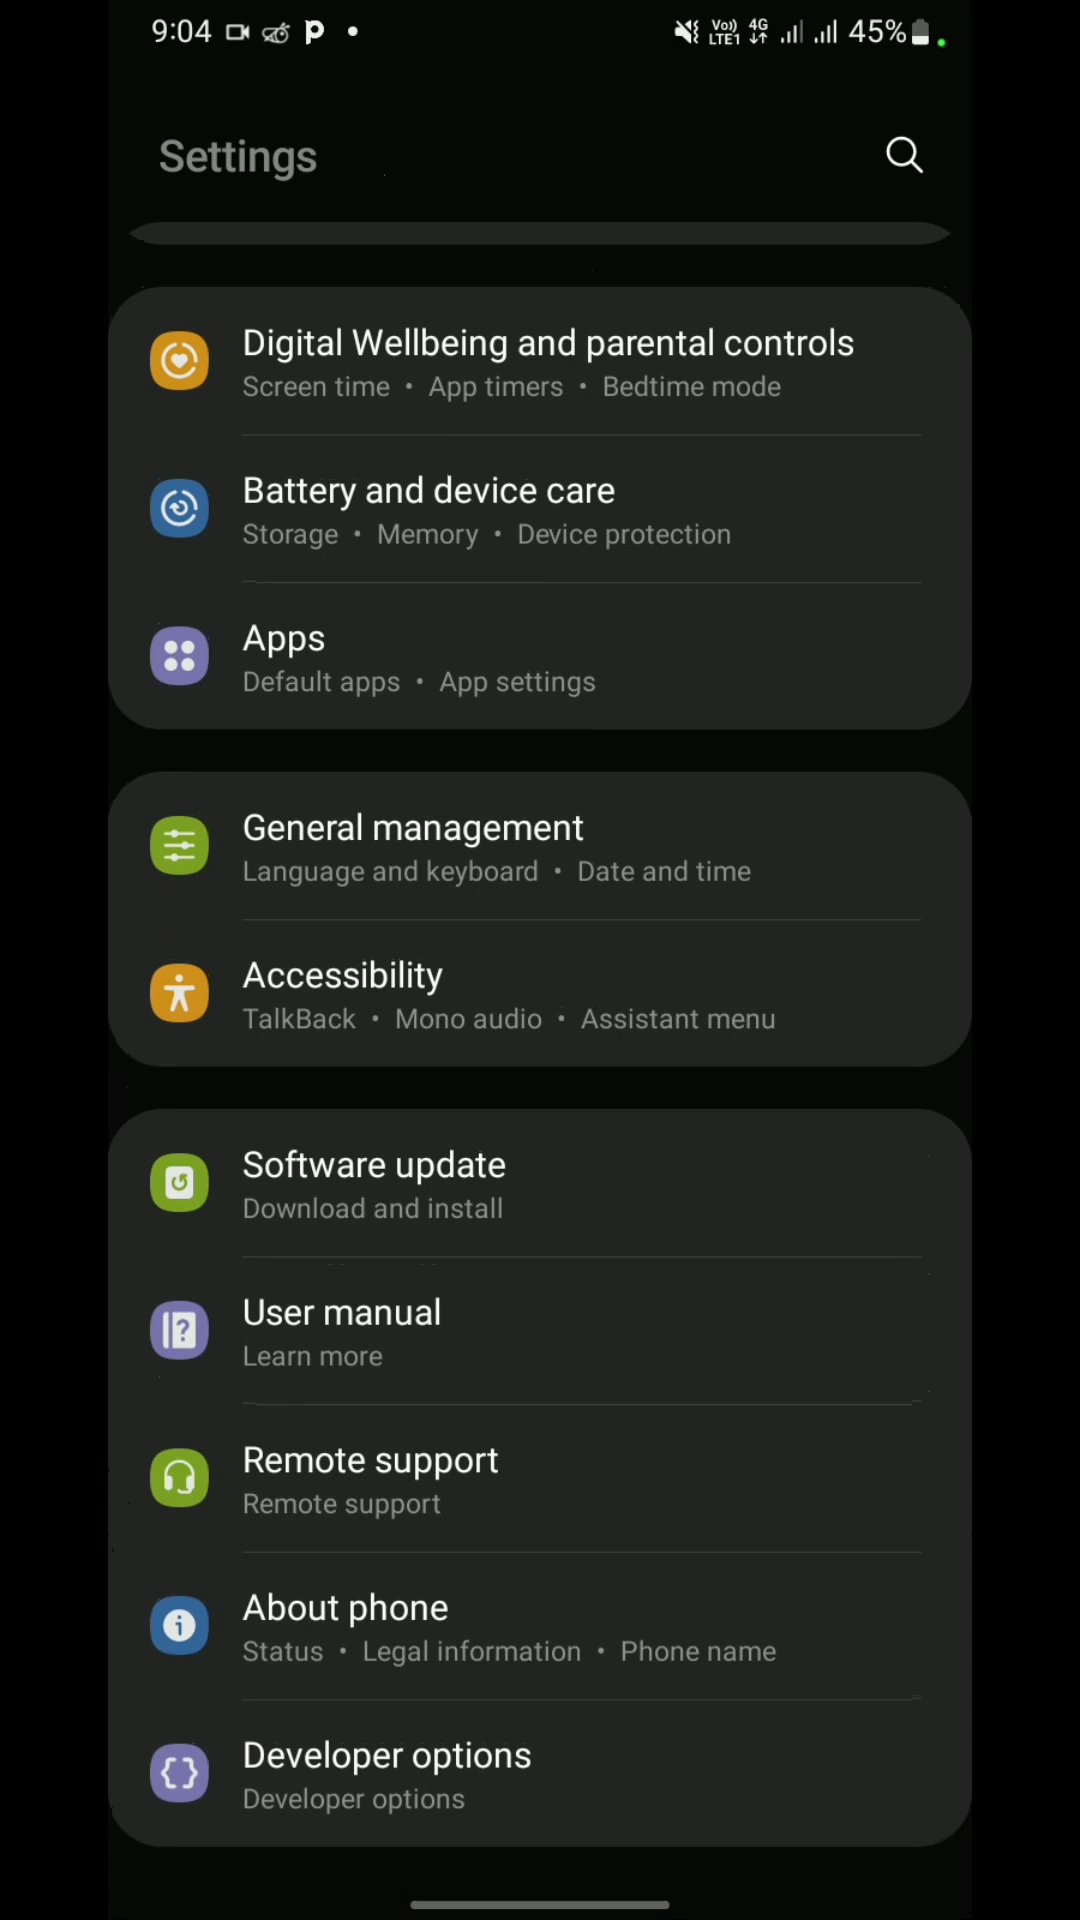 9:04 Vo)) LTE1 4G 45%
Settings
Digital Wellbeing and parental controls
Screen time • App timers • Bedtime mode
Battery and device care
Storage • Memory • Device protection
Apps
Default apps • App settings
General management
Language and keyboard • Date and time
Accessibility
TalkBack • Mono audio • Assistant menu
Software update
Download and install
User manual
Learn more
Remote support
Remote support
About phone
Status • Legal information • Phone name
Developer options
Developer options